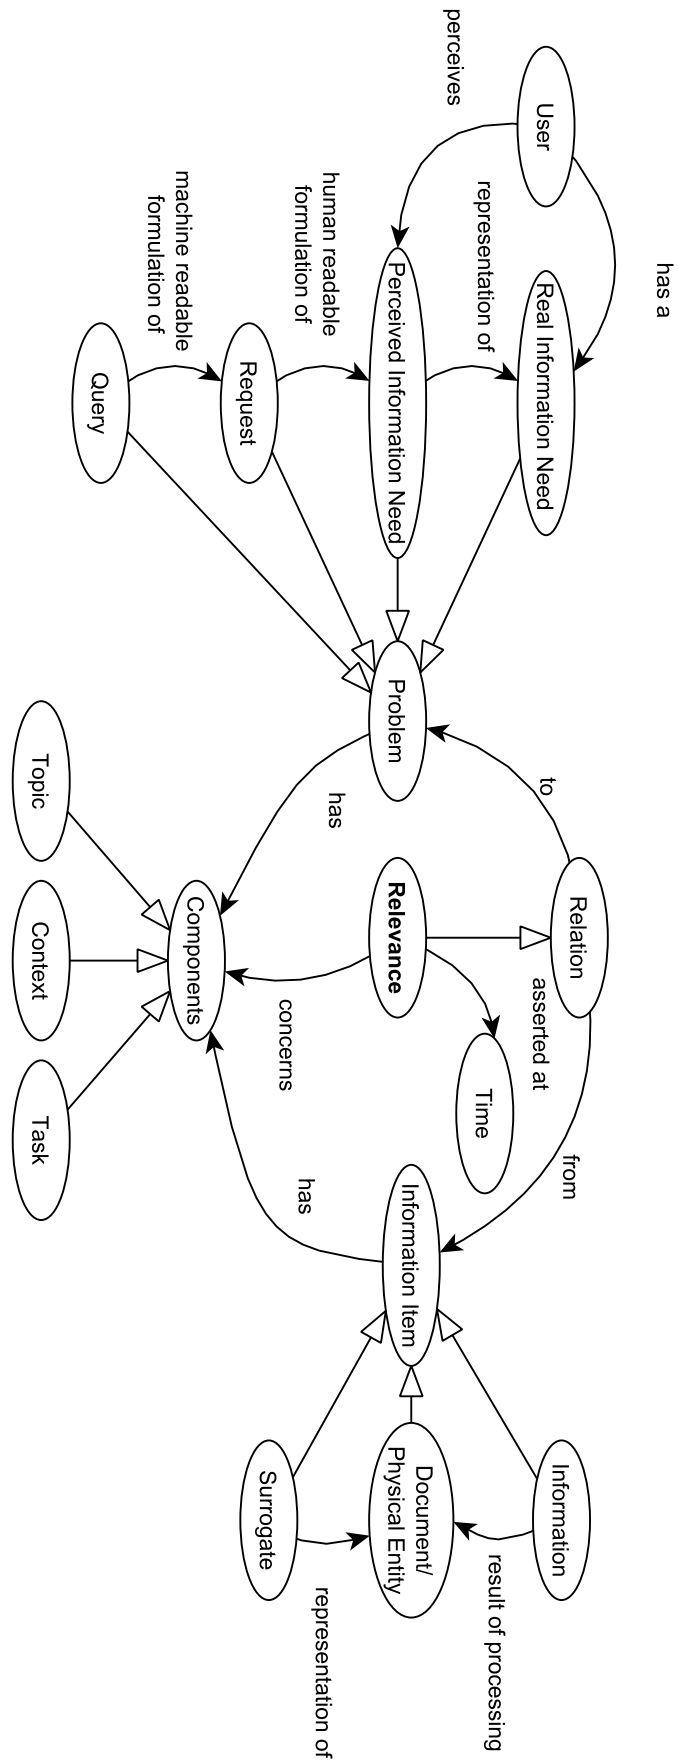 has a
User
Real Information Need
Relation
from
Information
representation of
to
asserted at
Time
result of processing
perceives
Perceived Information Need
Problem
Relevance
Information Item
Document/
Physical Entity
human readable
formulation of
has
concerns
has
representation of
Request
Surrogate
machine readable
formulation of
Components
Query
Topic
Context
Task